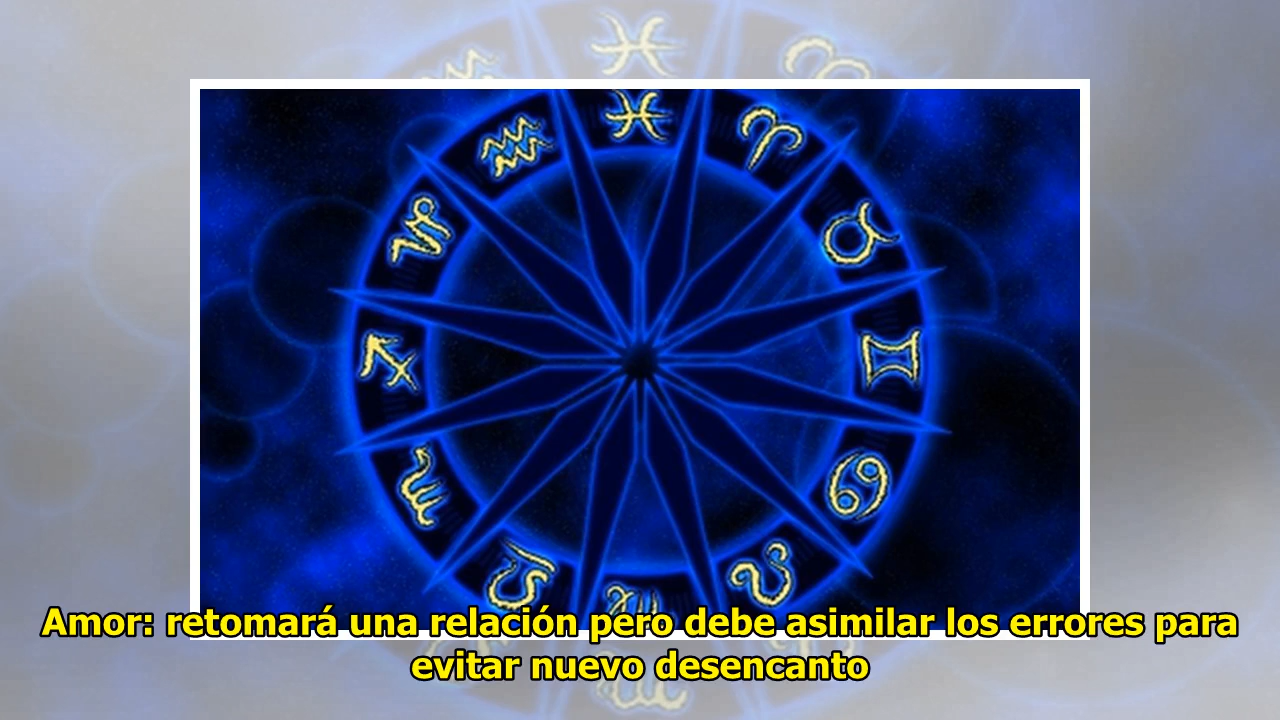 Amor: retomará una relación pero debe asimilar los errores para
evitar nuevo desencanto